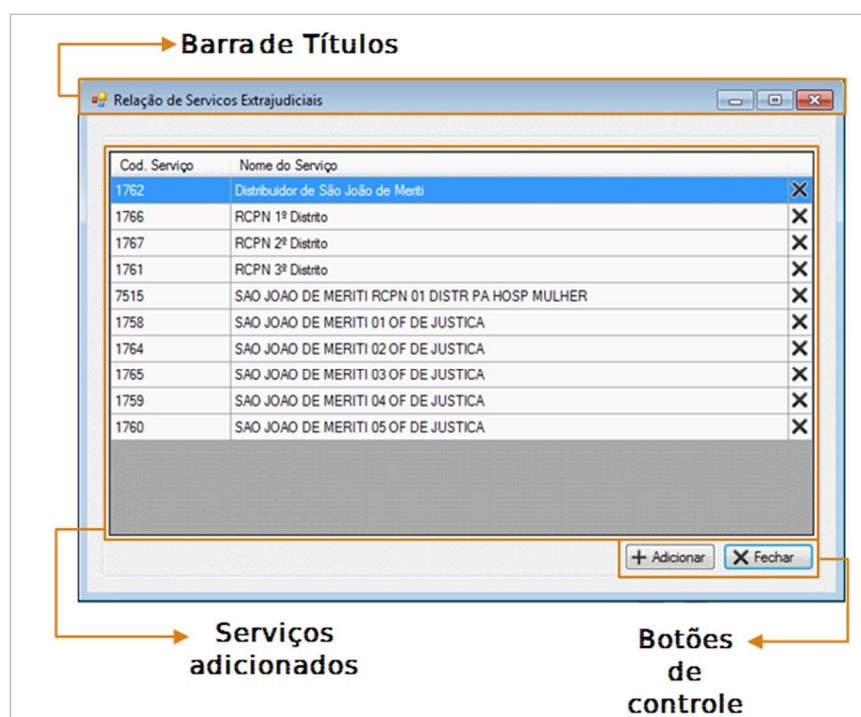 Barra de Títulos
Relação de Servicos Extrajudiciais
Cod. Serviço Nome do Serviço
1762 Distribuidor de São João de Meriti
1766 RCPN 1º Distrito
1767 RCPN 2º Distrito
1761 RCPN 3º Distrito
7515 SAO JOAO DE MERITI RCPN 01 DISTR PA HOSP MULHER
1758 SAO JOAO DE MERITI 01 OF DE JUSTICA
1764 SAO JOAO DE MERITI 02 OF DE JUSTICA
1765 SAO JOAO DE MERITI 03 OF DE JUSTICA
1759 SAO JOAO DE MERITI 04 OF DE JUSTICA
1760 SAO JOAO DE MERITI 05 OF DE JUSTICA
Adicionar Fechar
Serviços
adicionados
Botões
de
controle